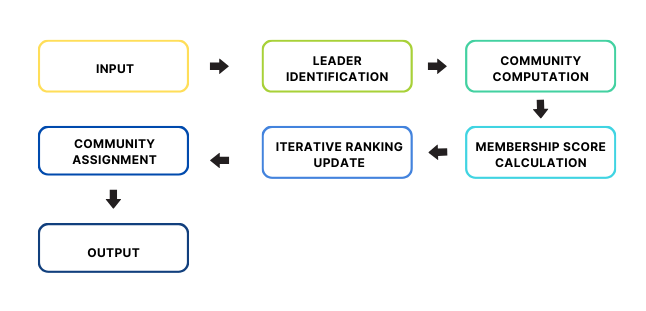 INPUT
LEADER
IDENTIFICATION
COMMUNITY
COMPUTATION
MEMBERSHIP SCORE
CALCULATION
ITERATIVE RANKING
UPDATE
COMMUNITY
ASSIGNMENT
OUTPUT